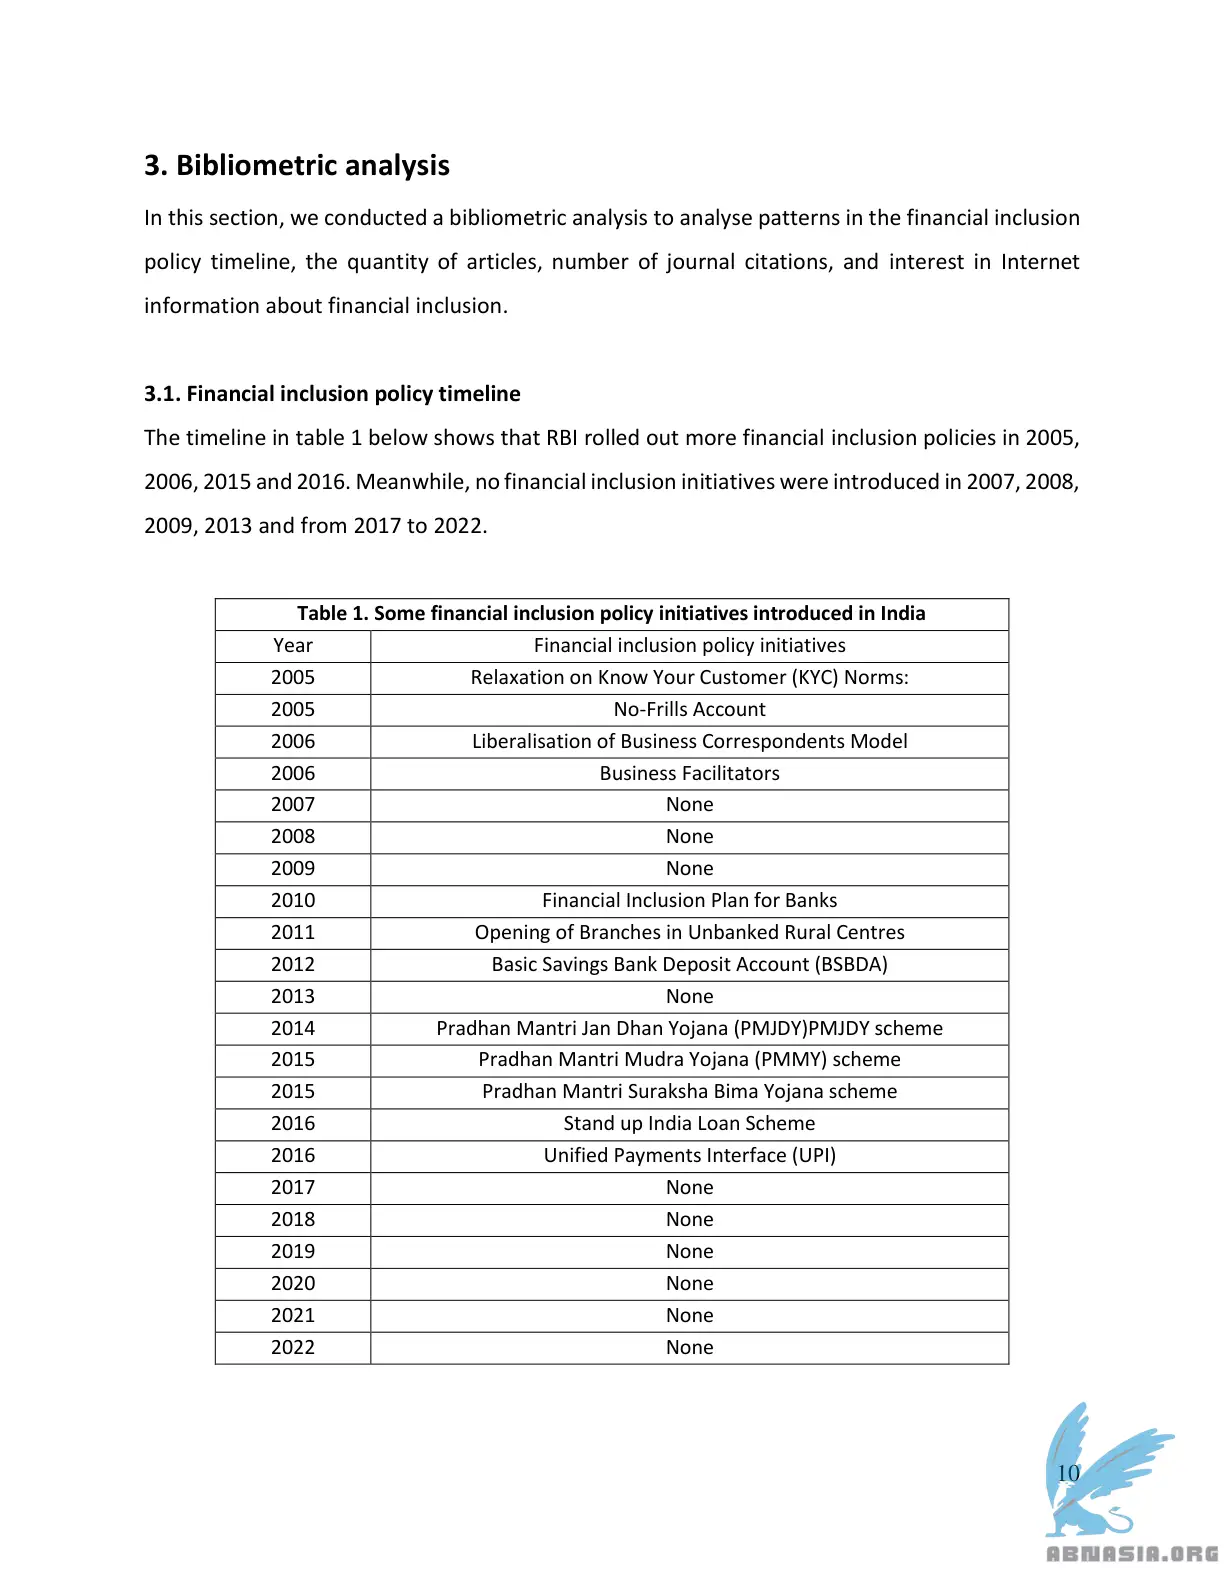 3. Bibliometric analysis
In this section, we conducted a bibliometric analysis to analyse patterns in the financial inclusion
policy timeline, the quantity of articles, number of journal citations, and interest in Internet
information about financial inclusion.
3.1. Financial inclusion policy timeline
The timeline in table 1 below shows that RBI rolled out more financial inclusion policies in 2005,
2006, 2015 and 2016. Meanwhile, no financial inclusion initiatives were introduced in 2007, 2008,
2009, 2013 and from 2017 to 2022.
Table 1. Some financial inclusion policy initiatives introduced in India
Year Financial inclusion policy initiatives
2005 Relaxation on Know Your Customer (KYC) Norms:
2005 No-Frills Account
2006 Liberalisation of Business Correspondents Model
2006 Business Facilitators
2007 None
2008 None
2009 None
2010 Financial Inclusion Plan for Banks
2011 Opening of Branches in Unbanked Rural Centres
2012 Basic Savings Bank Deposit Account (BSBDA)
2013 None
2014 Pradhan Mantri Jan Dhan Yojana (PMJDY)PMJDY scheme
2015 Pradhan Mantri Mudra Yojana (PMMY) scheme
2015 Pradhan Mantri Suraksha Bima Yojana scheme
2016 Stand up India Loan Scheme
2016 Unified Payments Interface (UPI)
2017 None
2018 None
2019 None
2020 None
2021 None
2022 None
10
ABNASIA.ORG